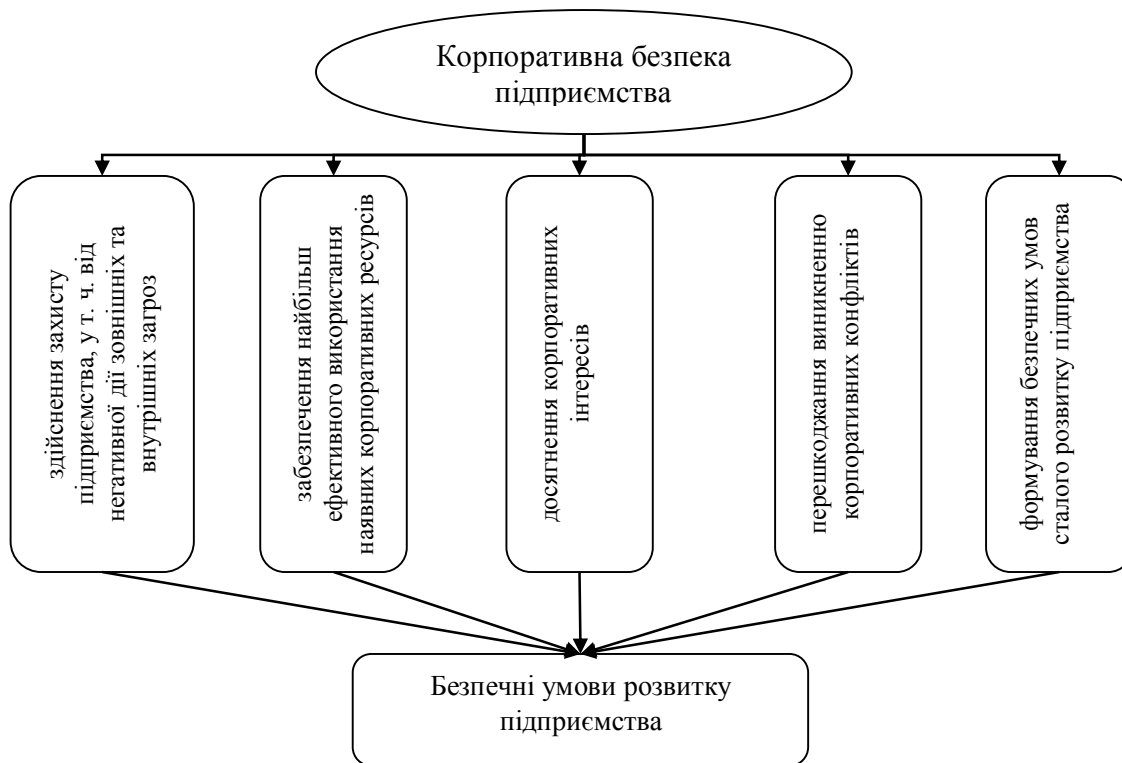 Корпоративна безпека
підприємства
здійснення захисту
підприємства, у т. ч. від
негативної дії зовнішніх та
внутрішніх загроз
забезпечення найбільш
ефективного використання
наявних корпоративних ресурсів
досягнення корпоративних
інтересів
перешкоджання виникненню
корпоративних конфліктів
формування безпечних умов
сталого розвитку підприємства
Безпечні умови розвитку
підприємства